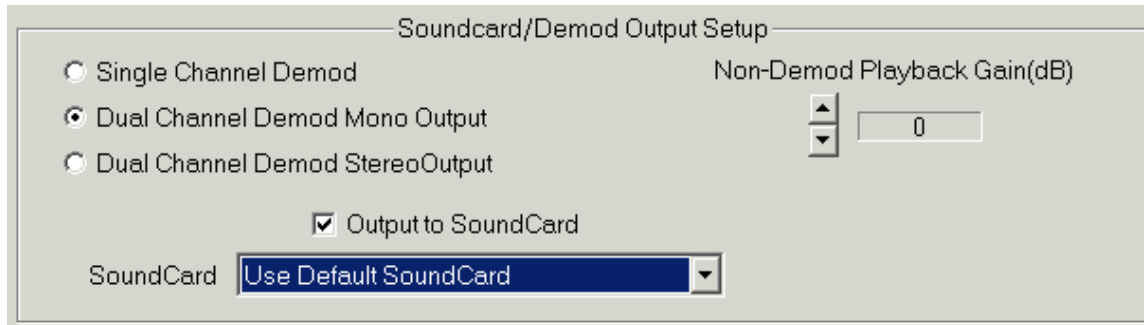 Soundcard/Demod Output Setup
Single Channel Demod
Dual Channel Demod Mono Output
Dual Channel Demod StereoOutput
Non-Demod Playback Gain(dB)
0
Output to SoundCard
SoundCard Use Default SoundCard